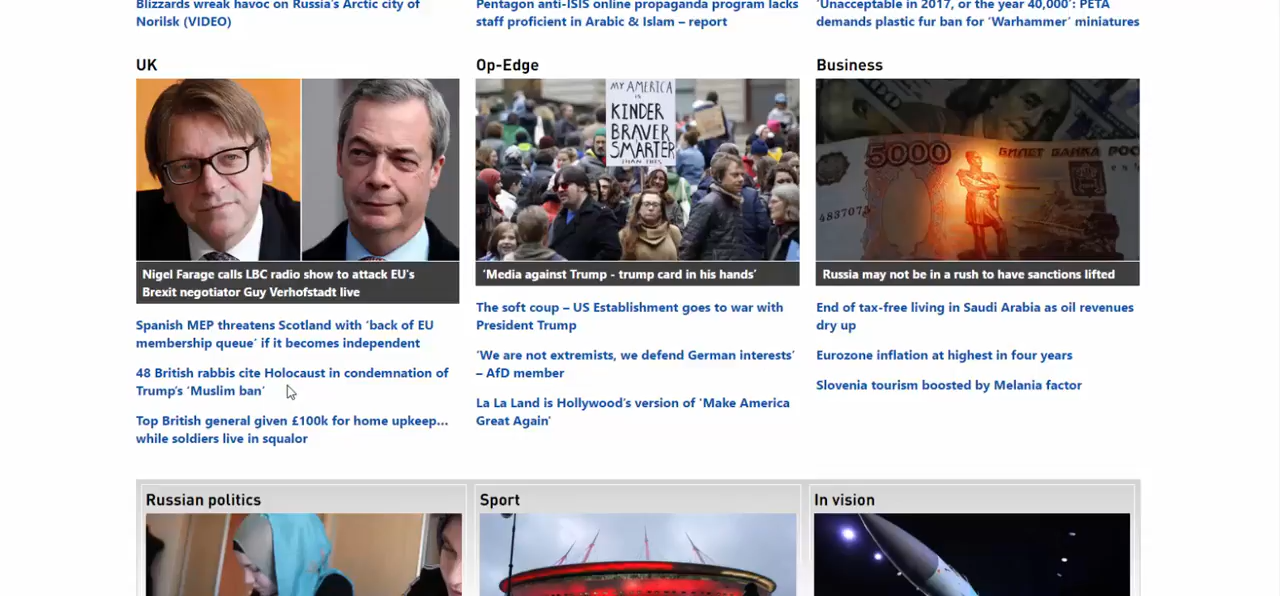 Blizzards wreak havoc on Russia's Arctic city of
Norilsk (VIDEO)
Pentagon anti-ISIS online propaganda program lacks
staff proficient in Arabic & Islam – report
'Unacceptable in 2017, or the year 40,000': PETA
demands plastic fur ban for 'Warhammer' miniatures
UK
Nigel Farage calls LBC radio show to attack EU's
Brexit negotiator Guy Verhofstadt live
Spanish MEP threatens Scotland with 'back of EU
membership queue' if it becomes independent
48 British rabbis cite Holocaust in condemnation of
Trump's 'Muslim ban'
Top British general given £100k for home upkeep...
while soldiers live in squalor
Op-Edge
MY AMERICA
IS
KINDER
BRAVER
SMARTER
THAN THIS
'Media against Trump - trump card in his hands'
The soft coup – US Establishment goes to war with
President Trump
'We are not extremists, we defend German interests'
– AfD member
La La Land is Hollywood's version of 'Make America
Great Again'
Business
5000
БИЛЕТ БАНКА РОС
Russia may not be in a rush to have sanctions lifted
End of tax-free living in Saudi Arabia as oil revenues
dry up
Eurozone inflation at highest in four years
Slovenia tourism boosted by Melania factor
Russian politics
Sport
In vision